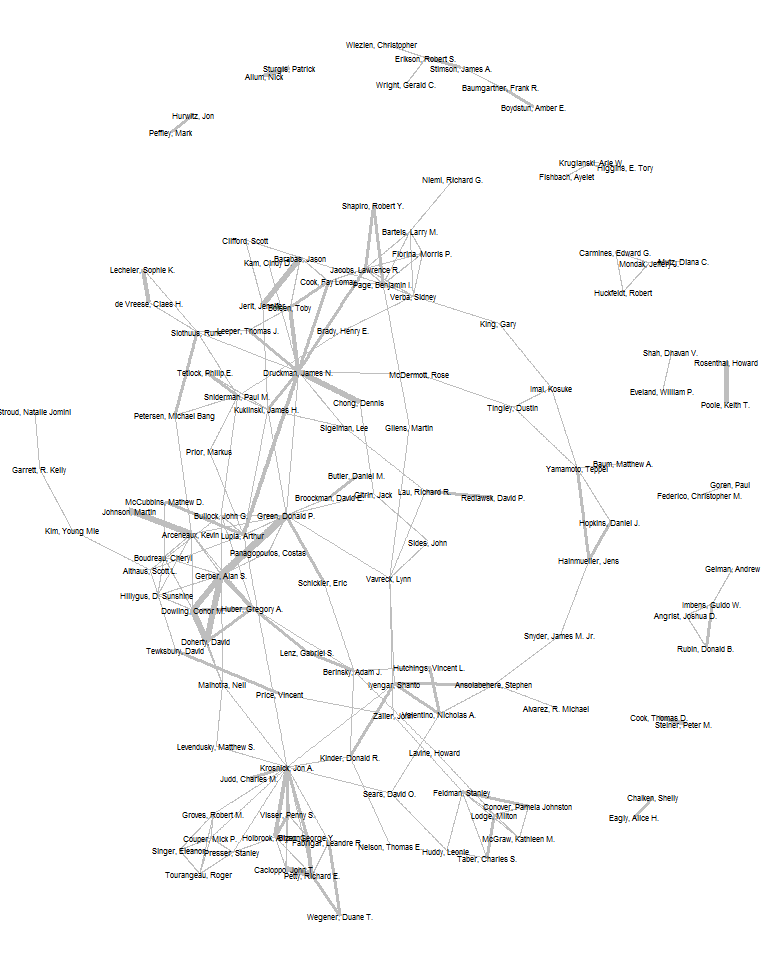 Wlezien, Christopher
Erikson, Robert S.
Stimson, James A.
Sturgis, Patrick
Allum, Nick
Wright, Gerald C.
Baumgartner, Frank R.
Boydstun, Amber E.
Hurwitz, Jon
Peffley, Mark
Kruglanski, Arie W.
Higgins, E. Tory
Fishbach, Ayelet
Niemi, Richard G.
Shapiro, Robert Y.
Bartels, Larry M.
Clifford, Scott
Fiorina, Morris P.
Carmines, Edward G.
Barabas, Jason
Kam, Cindy D.
Mutz, Diana C.
Mondak, Jeffery J.
Lecheler, Sophie K.
Jacobs, Lawrence R.
Cook, Fay Lomax
Page, Benjamin I.
Huckfeldt, Robert
Verba, Sidney
de Vreese, Claes H.
Jerit, Jennifer
Bolsen, Toby
King, Gary
Slothuus, Rune
Leeper, Thomas J.
Brady, Henry E.
Shah, Dhavan V.
Rosenthal, Howard
Tetlock, Philip E.
Druckman, James N.
McDermott, Rose
Imai, Kosuke
Eveland, William P.
Sniderman, Paul M.
Chong, Dennis
Poole, Keith T.
Tingley, Dustin
Stroud, Natalie Jomini
Petersen, Michael Bang
Kuklinski, James H.
Sigelman, Lee
Gilens, Martin
Prior, Markus
Baum, Matthew A.
Yamamoto, Teppei
Garrett, R. Kelly
Butler, Daniel M.
Goren, Paul
Lau, Richard R.
Citrin, Jack
Federico, Christopher M.
Broockman, David E.
Redlawsk, David P.
McCubbins, Mathew D.
Johnson, Martin
Bullock, John G.
Green, Donald P.
Hopkins, Daniel J.
Kim, Young Mie
Arceneaux, Kevin
Lupia, Arthur
Sides, John
Panagopoulos, Costas
Boudreau, Cheryl
Hainmueller, Jens
Althaus, Scott L.
Gelman, Andrew
Gerber, Alan S.
Vavreck, Lynn
Schickler, Eric
Hillygus, D. Sunshine
Imbens, Guido W.
Dowling, Conor M.
Huber, Gregory A.
Angrist, Joshua D.
Snyder, James M. Jr.
Doherty, David
Rubin, Donald B.
Tewksbury, David
Lenz, Gabriel S.
Berinsky, Adam J.
Hutchings, Vincent L.
Malhotra, Neil
Iyengar, Shanto
Ansolabehere, Stephen
Price, Vincent
Alvarez, R. Michael
Zaller, John
Valentino, Nicholas A.
Cook, Thomas D.
Steiner, Peter M.
Levendusky, Matthew S.
Lavine, Howard
Kinder, Donald R.
Krosnick, Jon A.
Judd, Charles M.
Sears, David O.
Feldman, Stanley
Chaiken, Shelly
Conover, Pamela Johnston
Groves, Robert M.
Visser, Penny S.
Lodge, Milton
Eagly, Alice H.
Couper, Mick P.
Bizer, George Y.
Fabrigar, Leandre R.
McGraw, Kathleen M.
Nelson, Thomas E.
Singer, Eleanor
Presser, Stanley
Huddy, Leonie
Taber, Charles S.
Cacioppo, John T.
Tourangeau, Roger
Petty, Richard E.
Wegener, Duane T.